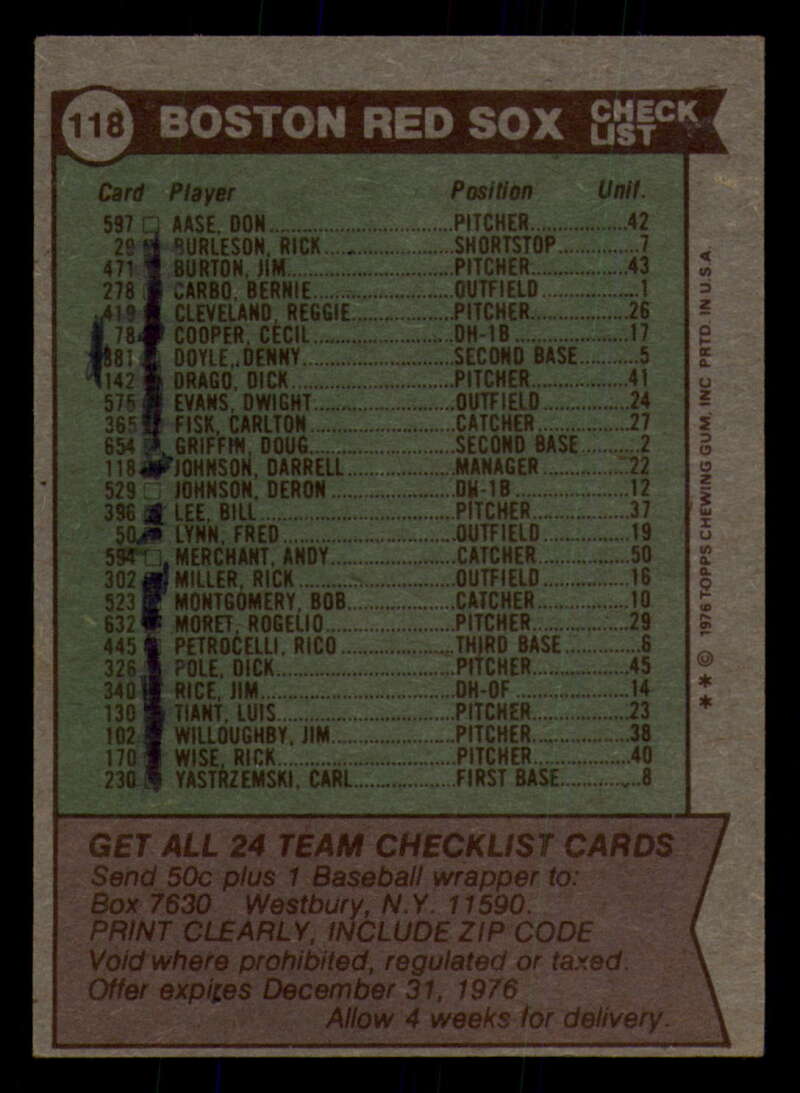 118 BOSTON RED SOX CHECK LIST
Card Player Position Unif.
597 AASE, DON PITCHER 42
29 BURLESON, RICK SHORTSTOP 7
471 BURTON, JIM PITCHER 43
278 CARBO, BERNIE OUTFIELD 1
419 CLEVELAND, REGGIE PITCHER 26
78 COOPER, CECIL DH-1B 17
381 DOYLE, DENNY SECOND BASE 5
142 DRAGO, DICK PITCHER 41
575 EVANS, DWIGHT OUTFIELD 24
365 FISK, CARLTON CATCHER 27
654 GRIFFIN, DOUG SECOND BASE 2
118 JOHNSON, DARRELL MANAGER 22
529 JOHNSON, DERON DH-1B 12
396 LEE, BILL PITCHER 37
50 LYNN, FRED OUTFIELD 19
594 MERCHANT, ANDY CATCHER 50
302 MILLER, RICK OUTFIELD 16
523 MONTGOMERY, BOB CATCHER 10
632 MORET, ROGELIO PITCHER 29
445 PETROCELLI, RICO THIRD BASE 6
326 POLE, DICK PITCHER 45
340 RICE, JIM DH-OF 14
130 TIANT, LUIS PITCHER 23
102 WILLOUGHBY, JIM PITCHER 38
170 WISE, RICK PITCHER 40
230 YASTRZEMSKI, CARL FIRST BASE 8
GET ALL 24 TEAM CHECKLIST CARDS
Send 50c plus 1 Baseball wrapper to:
Box 7630 Westbury, N.Y. 11590.
PRINT CLEARLY, INCLUDE ZIP CODE
Void where prohibited, regulated or taxed.
Offer expires December 31, 1976
Allow 4 weeks for delivery.
** © 1976 TOPPS CHEWING GUM, INC. PRTD. IN U.S.A.